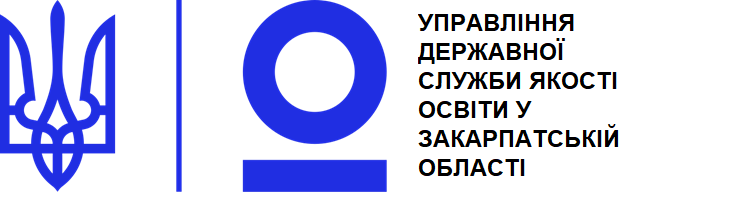 УПРАВЛІННЯ
ДЕРЖАВНОЇ
СЛУЖБИ ЯКОСТІ
ОСВІТИ У
ЗАКАРПАТСЬКІЙ
ОБЛАСТІ